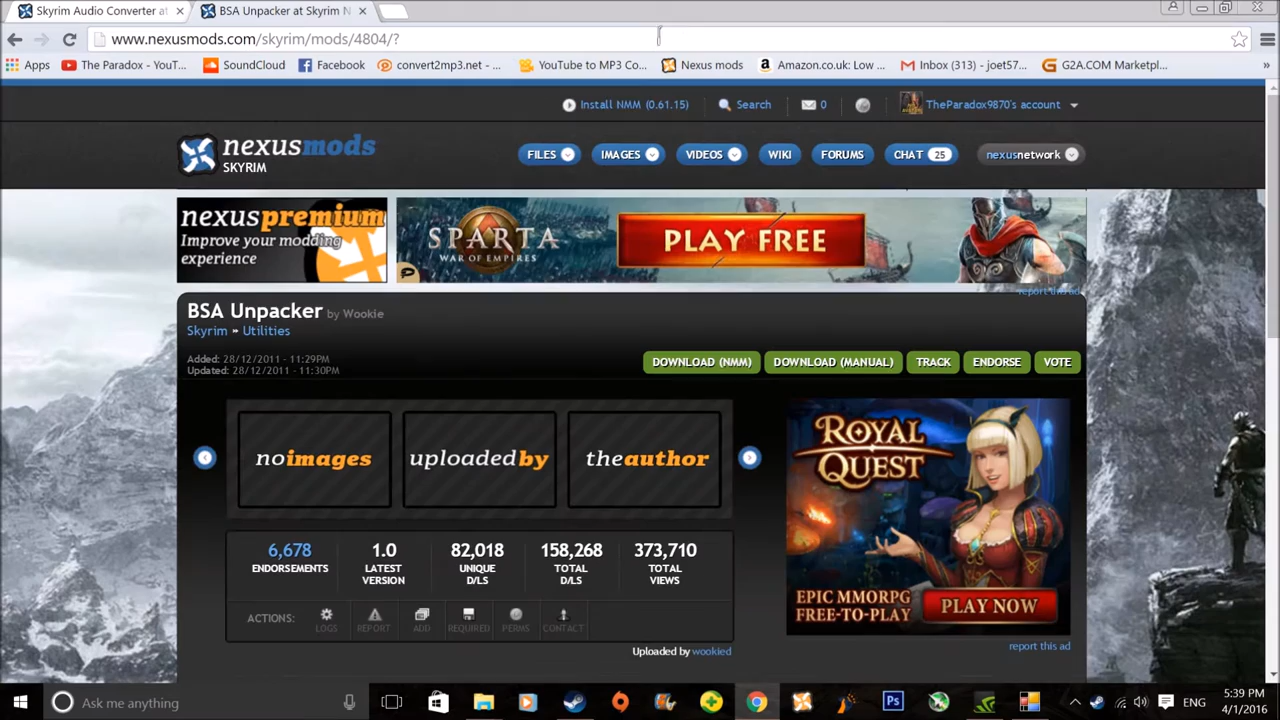 Skyrim Audio Converter at
BSA Unpacker at Skyrim N
www.nexusmods.com/skyrim/mods/4804/?
Apps
The Paradox - YouT...
SoundCloud
Facebook
convert2mp3.net - ...
YouTube to MP3 Co...
Nexus mods
Amazon.co.uk: Low ...
Inbox (313) - joet57...
G2A.COM Marketpl...
»
Install NMM (0.61.15)
Search
0
TheParadox9870's account
nexusmods
SKYRIM
FILES
IMAGES
VIDEOS
WIKI
FORUMS
CHAT 25
nexusnetwork
nexuspremium
Improve your modding
experience
SPARTA
WAR OF EMPIRES
PLAY FREE
report this ad
BSA Unpacker by Wookie
Skyrim » Utilities
Added: 28/12/2011 - 11:29PM
Updated: 28/12/2011 - 11:30PM
DOWNLOAD (NMM)
DOWNLOAD (MANUAL)
TRACK
ENDORSE
VOTE
noimages
uploadedby
theauthor
ROYAL
QUEST
EPIC MMORPG
FREE-TO-PLAY
PLAY NOW
6,678
ENDORSEMENTS
1.0
LATEST
VERSION
82,018
UNIQUE
D/LS
158,268
TOTAL
D/LS
373,710
TOTAL
VIEWS
ACTIONS:
LOGS
REPORT
ADD
REQUIRED
PERMS
CONTACT
Uploaded by wookied
report this ad
Ask me anything
Ps
ENG
5:39 PM
4/1/2016